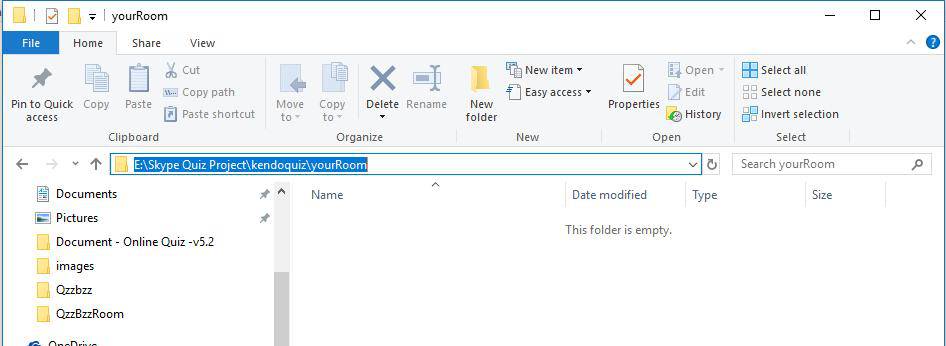 yourRoom
File Home Share View
Pin to Quick access
Copy
Paste
Cut
Copy path
Paste shortcut
Clipboard
Move to
Copy to
Delete
Rename
Organize
New folder
New item
Easy access
New
Properties
Open
Edit
History
Open
Select all
Select none
Invert selection
Select
E:\Skype Quiz Project\kendoquiz\yourRoom
Search yourRoom
Documents
Pictures
Document - Online Quiz -v5.2
images
Qzzbzz
QzzBzzRoom
OneDrive
Name Date modified Type Size
This folder is empty.